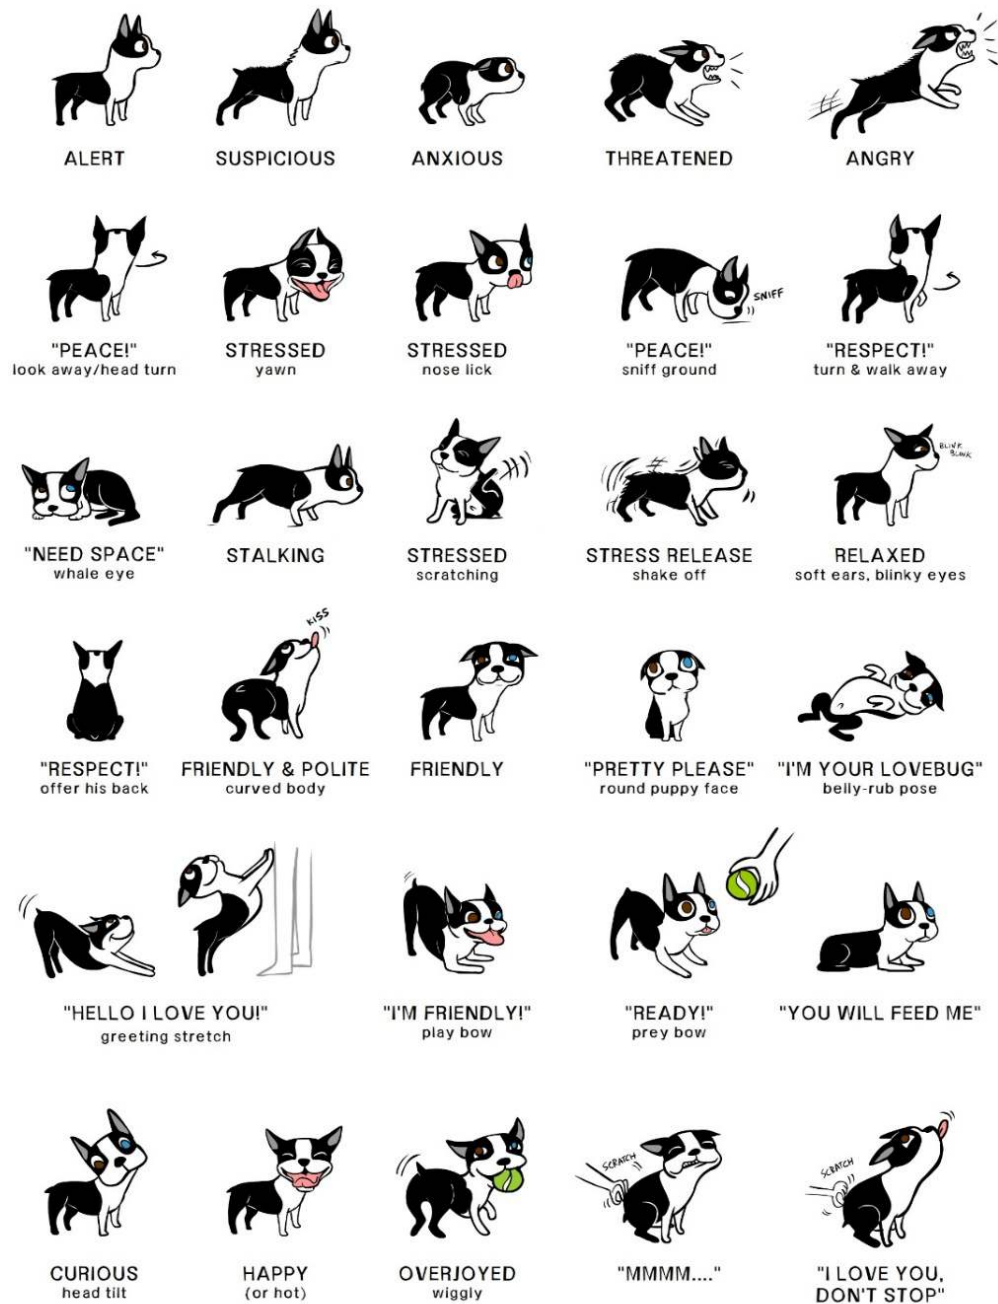 ALERT
SUSPICIOUS
ANXIOUS
THREATENED
ANGRY
"PEACE!"
look away/head turn
STRESSED
yawn
STRESSED
nose lick
SNIFF
"PEACE!"
sniff ground
"RESPECT!"
turn & walk away
"NEED SPACE"
whale eye
STALKING
STRESSED
scratching
STRESS RELEASE
shake off
BLINK
BLINK
RELAXED
soft ears, blinky eyes
"RESPECT!"
offer his back
KISS
FRIENDLY & POLITE
curved body
FRIENDLY
"PRETTY PLEASE"
round puppy face
"I'M YOUR LOVEBUG"
belly-rub pose
"HELLO I LOVE YOU!"
greeting stretch
"I'M FRIENDLY!"
play bow
"READY!"
prey bow
"YOU WILL FEED ME"
CURIOUS
head tilt
HAPPY
(or hot)
OVERJOYED
wiggly
SCRATCH
"MMMM...."
SCRATCH
"I LOVE YOU,
DON'T STOP"